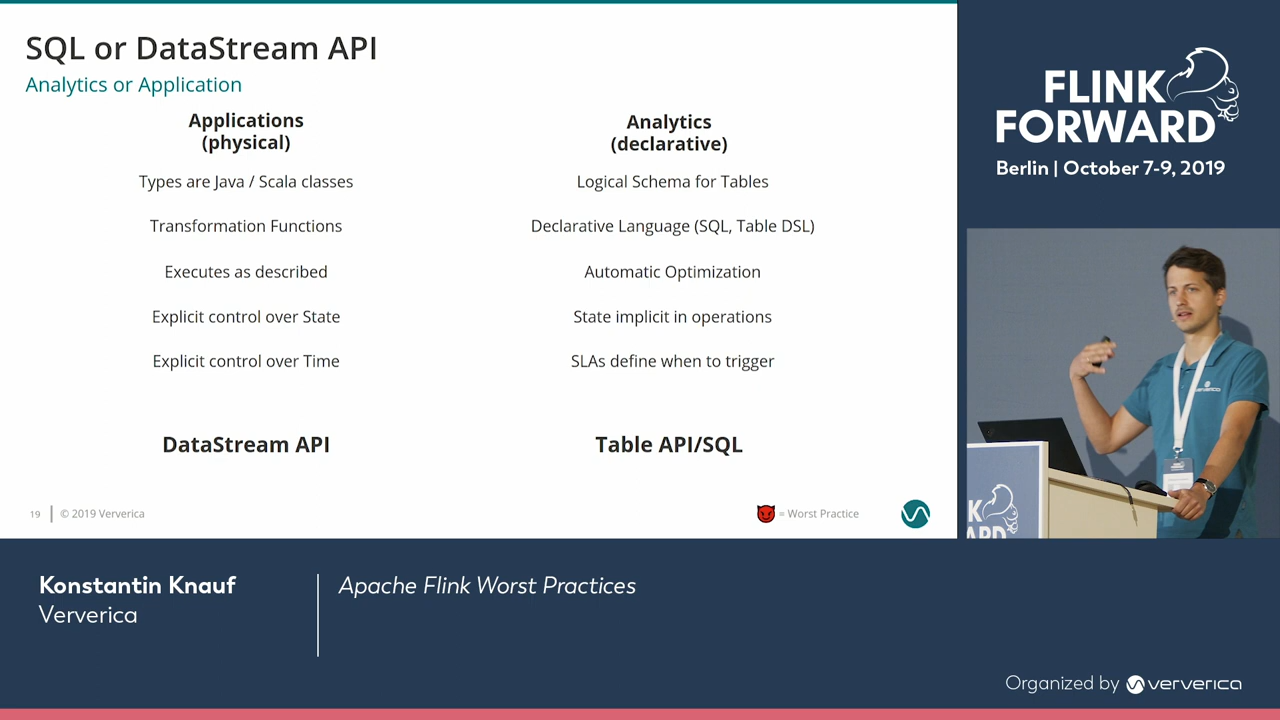 SQL or DataStream API
Analytics or Application
Applications
(physical)
Types are Java / Scala classes
Transformation Functions
Executes as described
Explicit control over State
Explicit control over Time
DataStream API
Analytics
(declarative)
Logical Schema for Tables
Declarative Language (SQL, Table DSL)
Automatic Optimization
State implicit in operations
SLAs define when to trigger
Table API/SQL
19
© 2019 Ververica
= Worst Practice
FLINK
FORWARD
Berlin | October 7-9, 2019
K
ARD
Konstantin Knauf
Ververica
Apache Flink Worst Practices
Organized by ververica